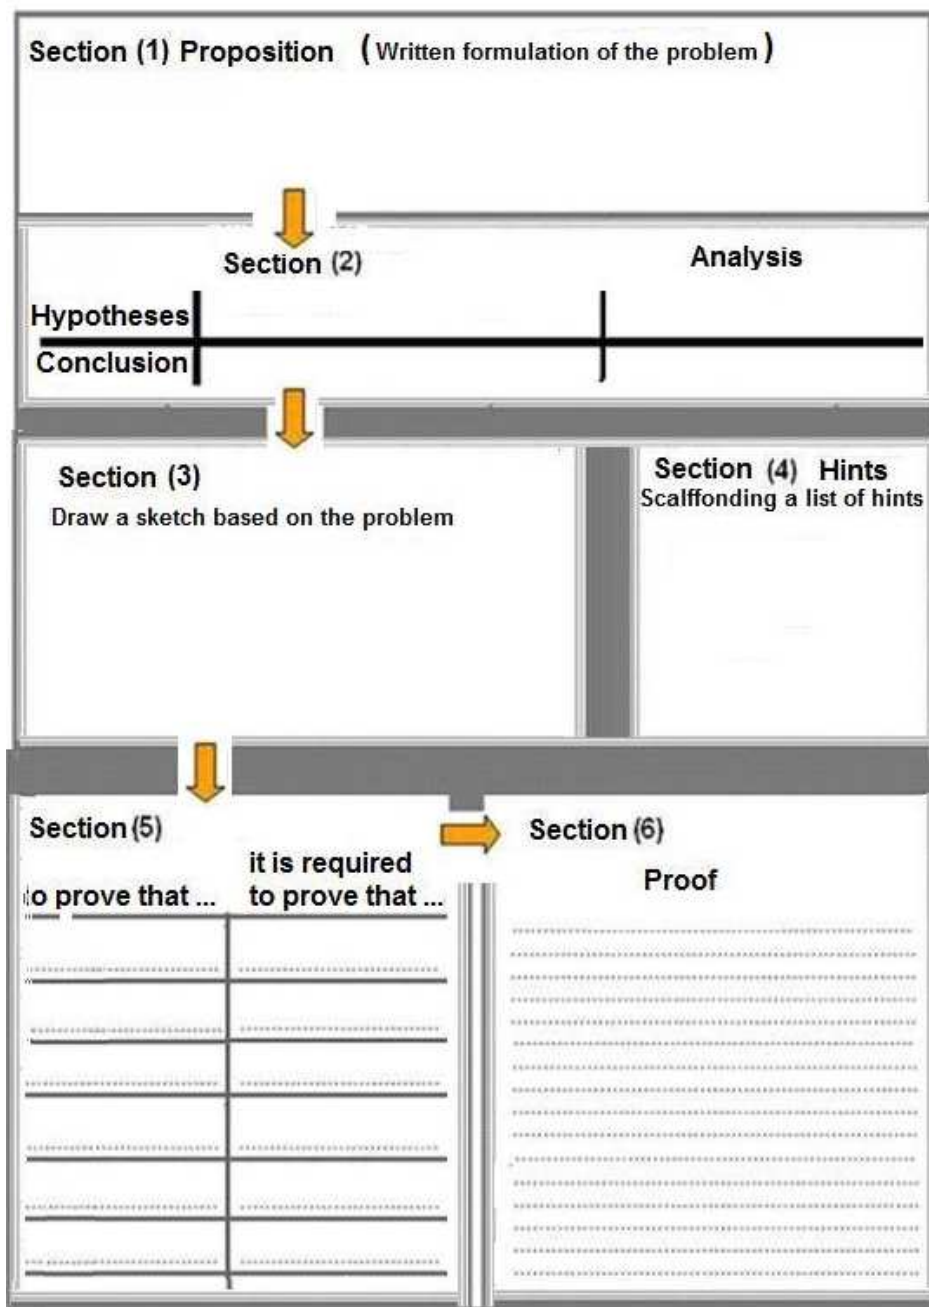 Section (1) Proposition (Written formulation of the problem)
Section (2)
Analysis
Hypotheses
Conclusion
Section (3)
Draw a sketch based on the problem
Section (4) Hints
Scalffonding a list of hints
Section (5)
to prove that ...
it is required
to prove that ...
Section (6)
Proof